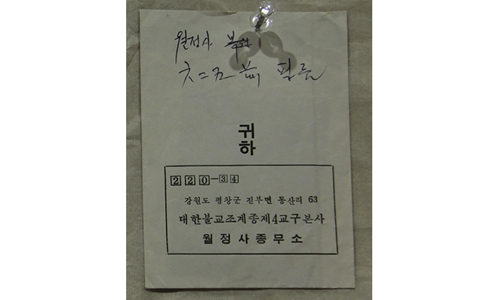 월정사
필름
귀
하
220-34
강원도 평창군 진부면 동산리 63
대한불교조계종제4교구본사
월정사종무소